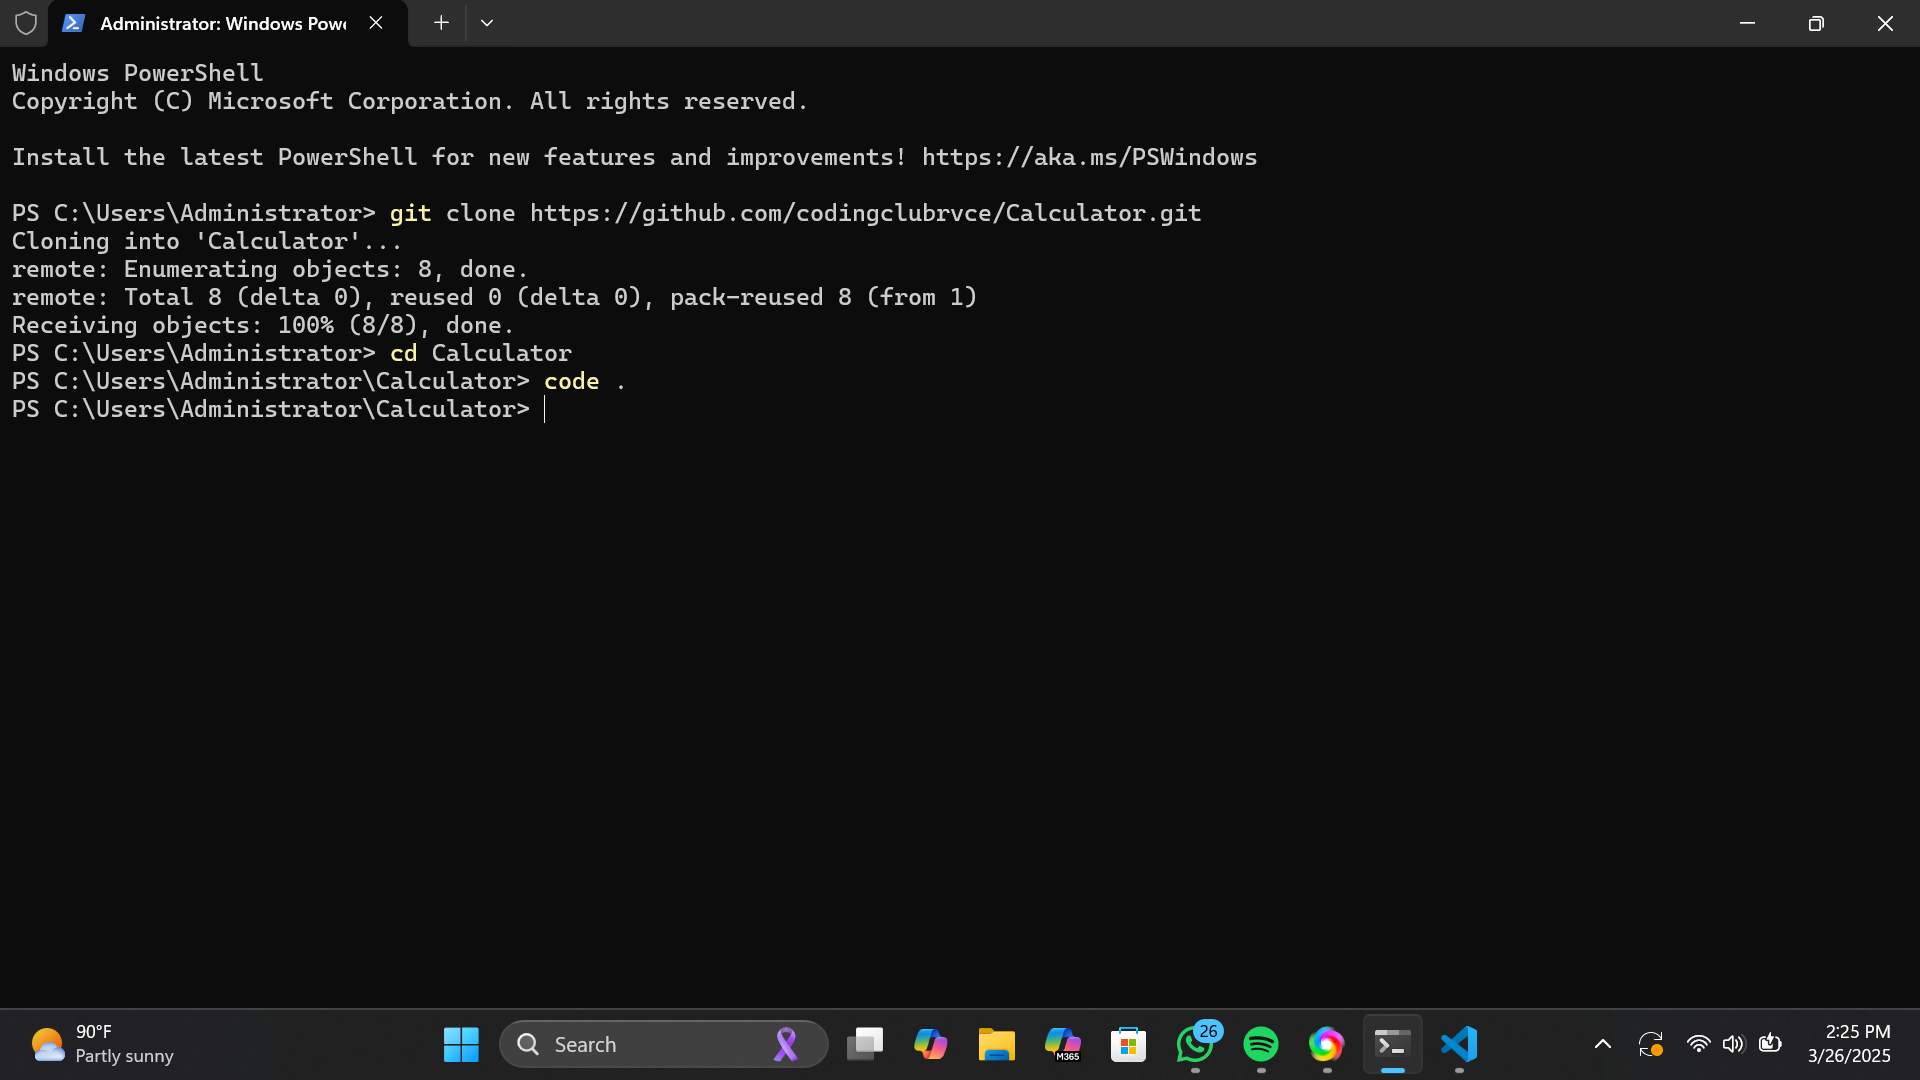 Administrator: Windows Pow
Windows PowerShell
Copyright (C) Microsoft Corporation. All rights reserved.
Install the latest PowerShell for new features and improvements! https://aka.ms/PSWindows
PS C:\Users\Administrator> git clone https://github.com/codingclubrvce/Calculator.git
Cloning into 'Calculator'...
remote: Enumerating objects: 8, done.
remote: Total 8 (delta 0), reused 0 (delta 0), pack-reused 8 (from 1)
Receiving objects: 100% (8/8), done.
PS C:\Users\Administrator> cd Calculator
PS C:\Users\Administrator\Calculator> code .
PS C:\Users\Administrator\Calculator>
90°F
Partly sunny
Search
M365
26
2:25 PM
3/26/2025